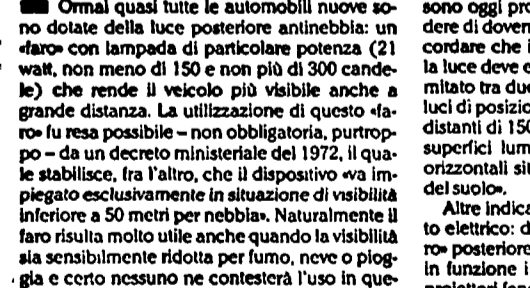 Ormai quasi tutte le automobili nuove so-
no dotate della luce posteriore antinebbia: un
«faro» con lampada di particolare potenza (21
watt, non meno di 150 e non più di 300 cande-
le) che rende il veicolo più visibile anche a
grande distanza. La utilizzazione di questo «fa-
ro» fu resa possibile – non obbligatoria, purtrop-
po – da un decreto ministeriale del 1972, il qua-
le stabilisce, fra l'altro, che il dispositivo «va im-
piegato esclusivamente in situazione di visibilità
inferiore a 50 metri per nebbia». Naturalmente il
faro risulta molto utile anche quando la visibilità
sia sensibilmente ridotta per fumo, neve o piog-
gia e certo nessuno ne contesterà l'uso in que-
sono oggi pro
dere di doven
cordare che i
la luce deve e
mitato tra due
luci di posizio
distanti di 150
superfici lum
orizzontali sit
del suolo».
Altre indica
to elettrico: d
ro» posteriore
in funzione i